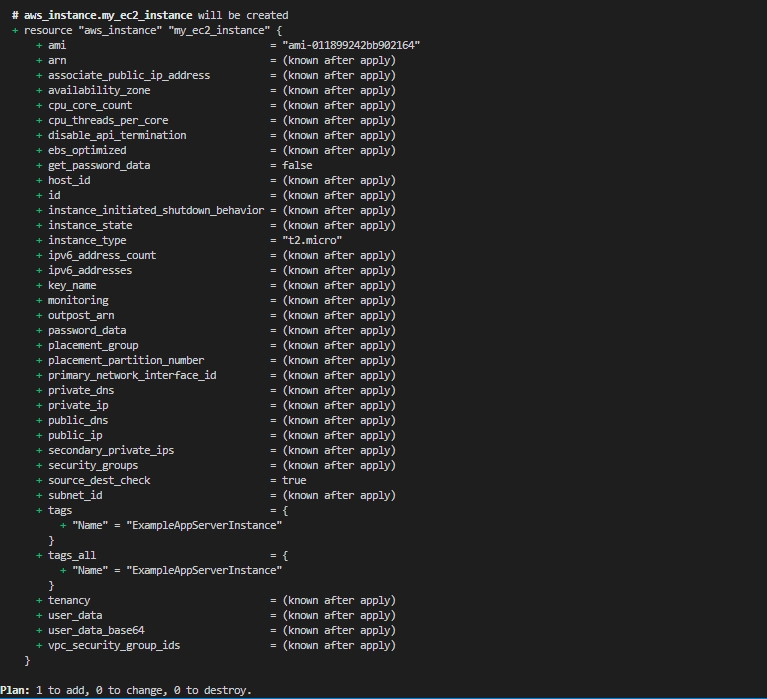 # aws_instance.my_ec2_instance will be created
+ resource "aws_instance" "my_ec2_instance" {
+ ami = "ami-011899242bb902164"
+ arn = (known after apply)
+ associate_public_ip_address = (known after apply)
+ availability_zone = (known after apply)
+ cpu_core_count = (known after apply)
+ cpu_threads_per_core = (known after apply)
+ disable_api_termination = (known after apply)
+ ebs_optimized = (known after apply)
+ get_password_data = false
+ host_id = (known after apply)
+ id = (known after apply)
+ instance_initiated_shutdown_behavior = (known after apply)
+ instance_state = (known after apply)
+ instance_type = "t2.micro"
+ ipv6_address_count = (known after apply)
+ ipv6_addresses = (known after apply)
+ key_name = (known after apply)
+ monitoring = (known after apply)
+ outpost_arn = (known after apply)
+ password_data = (known after apply)
+ placement_group = (known after apply)
+ placement_partition_number = (known after apply)
+ primary_network_interface_id = (known after apply)
+ private_dns = (known after apply)
+ private_ip = (known after apply)
+ public_dns = (known after apply)
+ public_ip = (known after apply)
+ secondary_private_ips = (known after apply)
+ security_groups = (known after apply)
+ source_dest_check = true
+ subnet_id = (known after apply)
+ tags = {
+ "Name" = "ExampleAppServerInstance"
}
+ tags_all = {
+ "Name" = "ExampleAppServerInstance"
}
+ tenancy = (known after apply)
+ user_data = (known after apply)
+ user_data_base64 = (known after apply)
+ vpc_security_group_ids = (known after apply)
}
Plan: 1 to add, 0 to change, 0 to destroy.